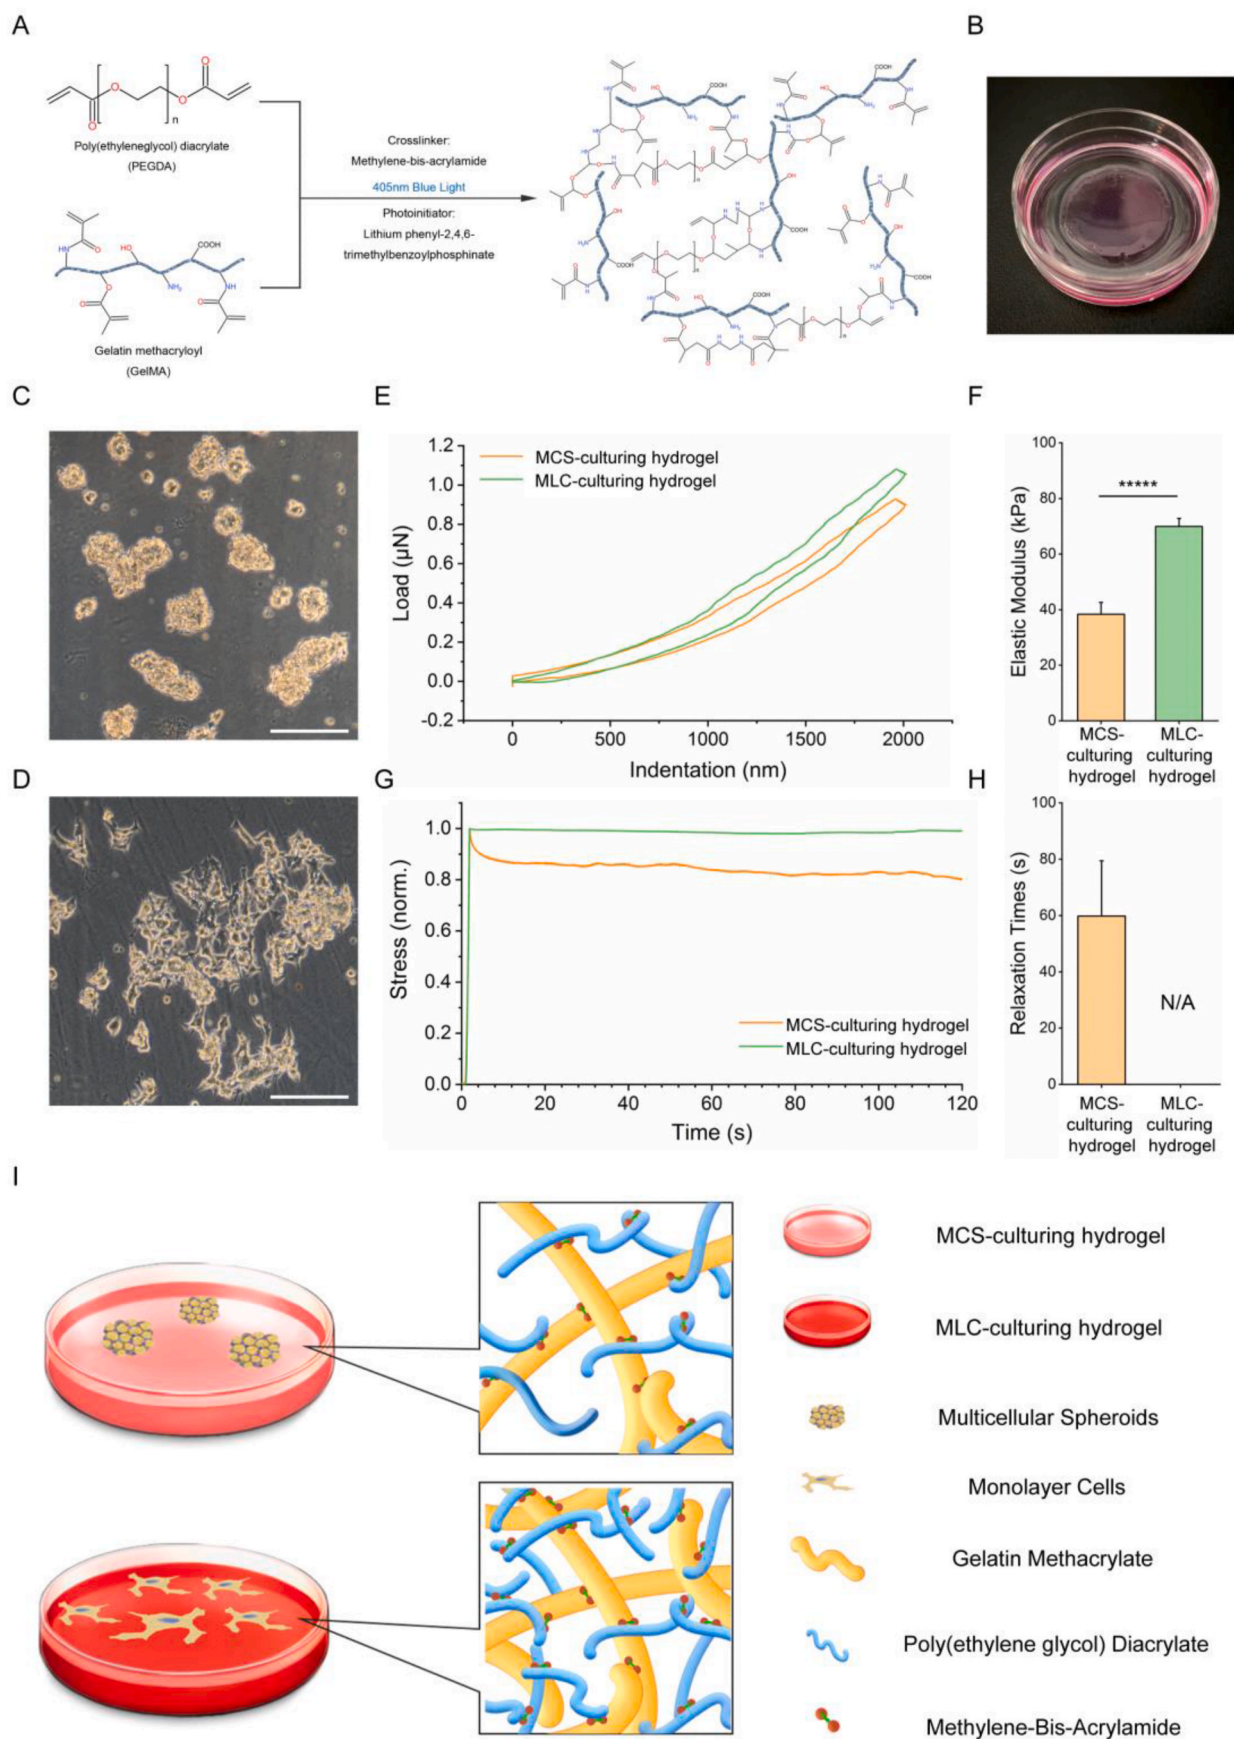 A
B
O
O
O
O
n
Poly(ethyleneglycol) diacrylate
(PEGDA)
Crosslinker:
Methylene-bis-acrylamide
405nm Blue Light
Photoinitiator:
Lithium phenyl-2,4,6-
trimethylbenzoylphosphinate
HN
O
HO
COOH
O
O
NH₂
NH
O
Gelatin methacryloyl
(GelMA)
C
E
F
1.2
1.0
0.8
0.6
0.4
0.2
0.0
-0.2
Load (μN)
MCS-culturing hydrogel
MLC-culturing hydrogel
0
500
1000
1500
2000
Indentation (nm)
100
80
60
40
20
0
Elastic Modulus (kPa)
*****
MCS-
culturing
hydrogel
MLC-
culturing
hydrogel
D
G
H
1.0
0.8
0.6
0.4
0.2
0.0
Stress (norm.)
MCS-culturing hydrogel
MLC-culturing hydrogel
0
20
40
60
80
100
120
Time (s)
100
80
60
40
20
0
Relaxation Times (s)
N/A
MCS-
culturing
hydrogel
MLC-
culturing
hydrogel
I
MCS-culturing hydrogel
MLC-culturing hydrogel
Multicellular Spheroids
Monolayer Cells
Gelatin Methacrylate
Poly(ethylene glycol) Diacrylate
Methylene-Bis-Acrylamide